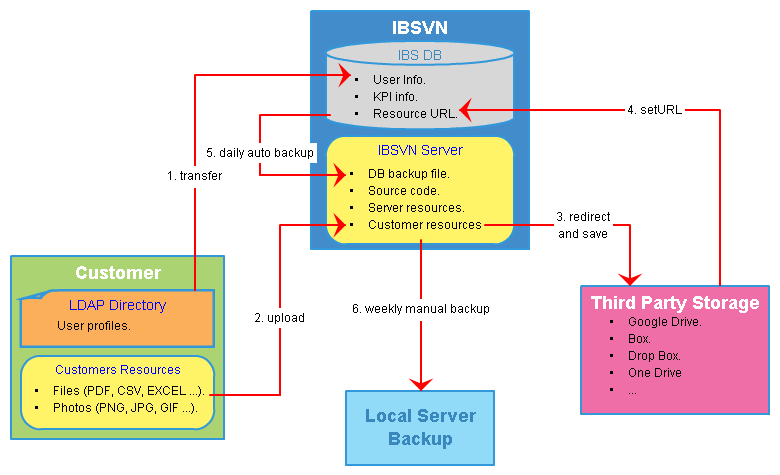 IBSVN
IBS DB
• User Info.
• KPI info.
• Resource URL.
4. setURL
5. daily auto backup
IBSVN Server
• DB backup file.
• Source code.
• Server resources.
• Customer resources
1. transfer
3. redirect
and save
Customer
LDAP Directory
User profiles.
2. upload
6. weekly manual backup
Third Party Storage
• Google Drive.
• Box.
• Drop Box.
• One Drive
• ...
Customers Resources
• Files (PDF, CSV, EXCEL ...).
• Photos (PNG, JPG, GIF ...).
Local Server
Backup